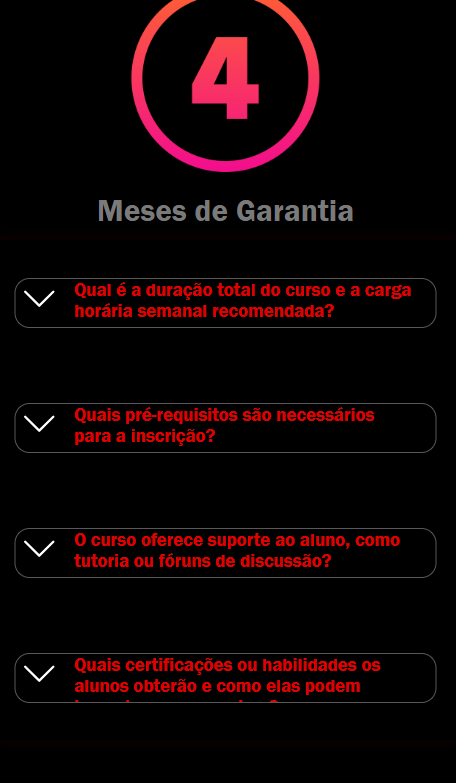 4
Meses de Garantia
Qual é a duração total do curso e a carga
horária semanal recomendada?
Quais pré-requisitos são necessários
para a inscrição?
O curso oferece suporte ao aluno, como
tutoria ou fóruns de discussão?
Quais certificações ou habilidades os
alunos obterão e como elas podem